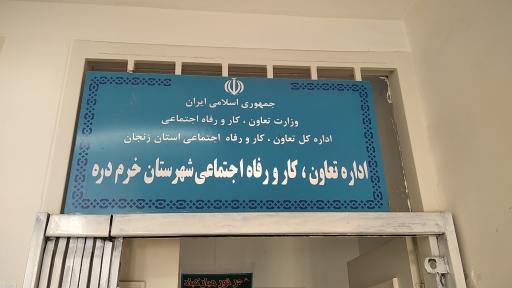 جمهوری اسلامی ایران
وزارت تعاون ، کار و رفاه اجتماعی
اداره کل تعاون ، کار و رفاه اجتماعی استان زنجان
اداره تعاون ، کار و رفاه اجتماعی شهرستان خرم دره